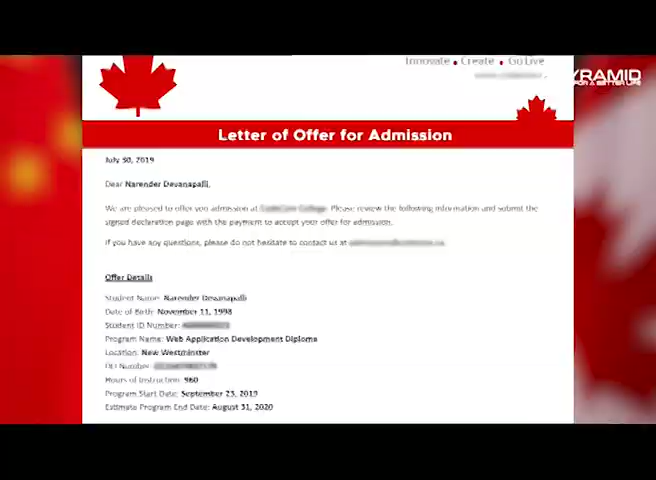 Innovate • Create • Go Live
YRAMID
FOR A BETTER LIFE
Letter of Offer for Admission
July 30, 2019
Dear Narender Devanapalli,
We are pleased to offer you admission at Please review the following information and submit the
signed declaration page with the payment to accept your offer for admission.
If you have any questions, please do not hesitate to contact us at
Offer Details
Student Name: Narender Devanapalli
Date of Birth: November 11, 1998
Student ID Number:
Program Name: Web Application Development Diploma
Location: New Westminster
DLI Number:
Hours of Instruction: 960
Program Start Date: September 23, 2019
Estimate Program End Date: August 31, 2020